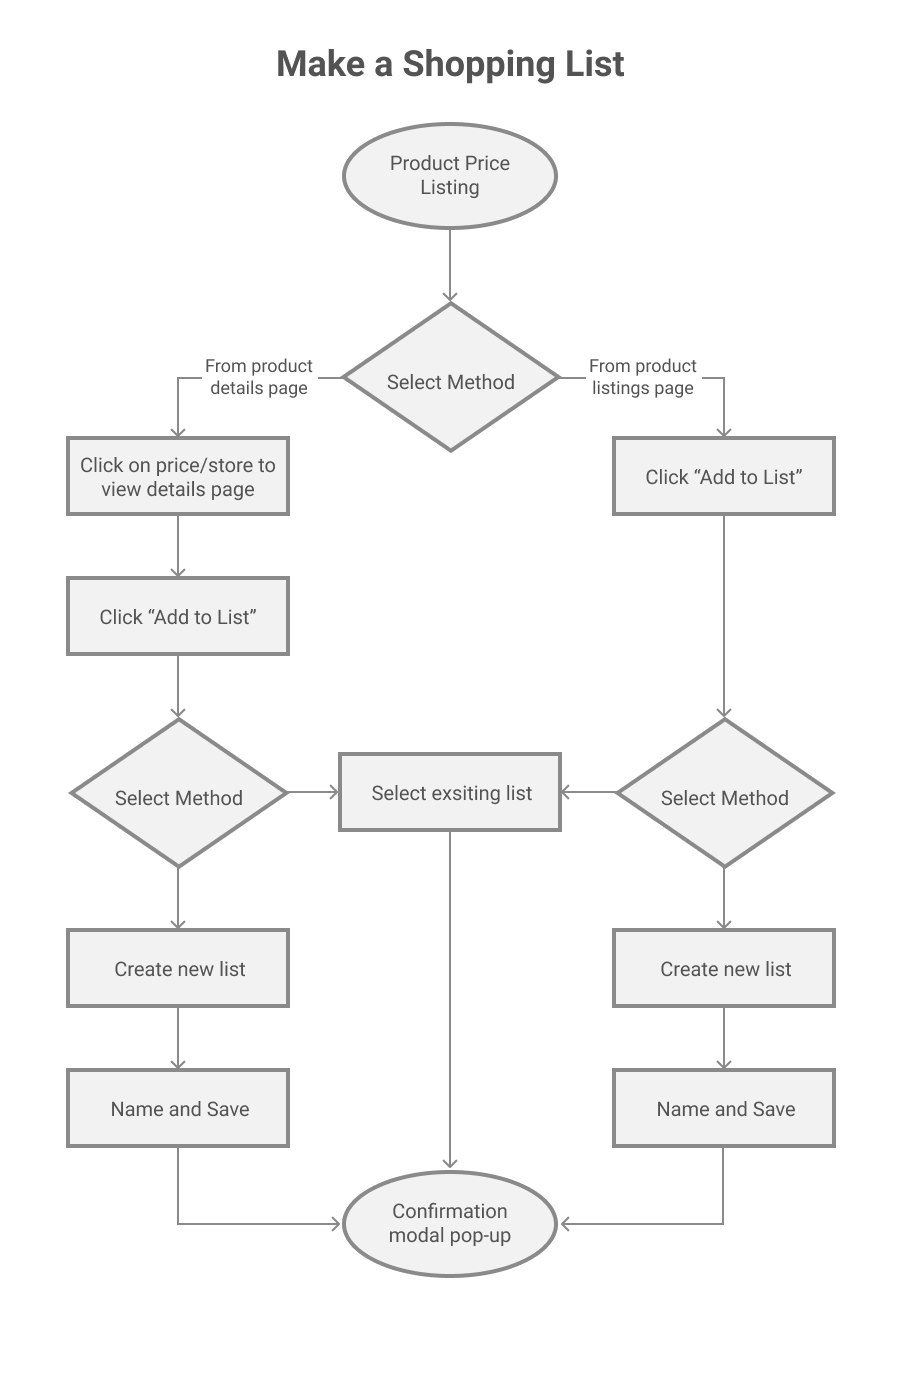 Make a Shopping List
Product Price
Listing
Select Method
From product
details page
From product
listings page
Click on price/store to
view details page
Click “Add to List”
Click “Add to List”
Select Method
Select exsiting list
Select Method
Create new list
Create new list
Name and Save
Name and Save
Confirmation
modal pop-up